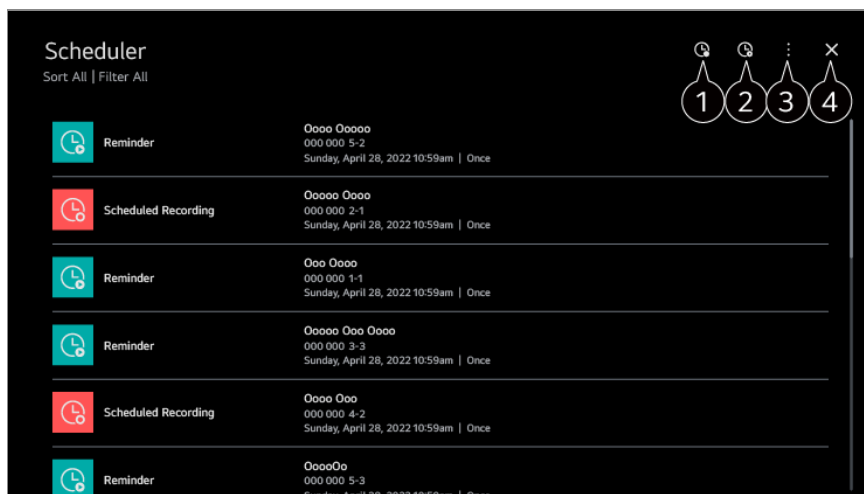 Scheduler
Sort All | Filter All
1 2 3 4
Reminder
Oooo Ooooo
000 000 5-2
Sunday, April 28, 2022 10:59am | Once
Scheduled Recording
Ooooo Oooo
000 000 2-1
Sunday, April 28, 2022 10:59am | Once
Reminder
Ooo Oooo
000 000 1-1
Sunday, April 28, 2022 10:59am | Once
Reminder
Ooooo Ooo Oooo
000 000 3-3
Sunday, April 28, 2022 10:59am | Once
Scheduled Recording
Oooo Ooo
000 000 4-2
Sunday, April 28, 2022 10:59am | Once
Reminder
OoooOo
000 000 5-3